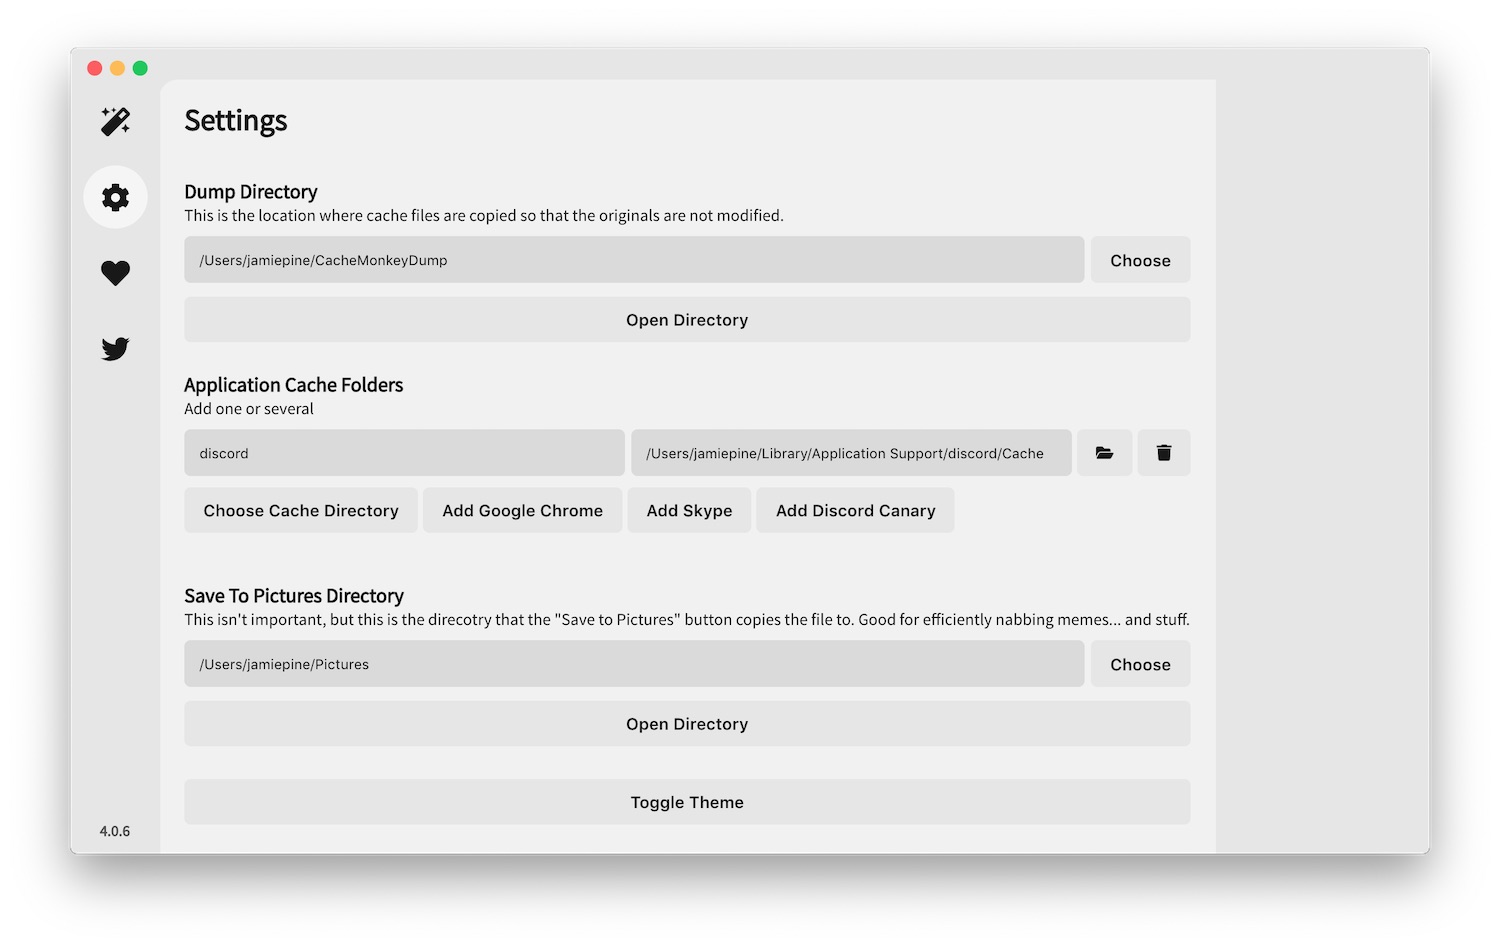 Settings
Dump Directory
This is the location where cache files are copied so that the originals are not modified.
/Users/jamiepine/CacheMonkeyDump
Choose
Open Directory
Application Cache Folders
Add one or several
discord
/Users/jamiepine/Library/Application Support/discord/Cache
Choose Cache Directory
Add Google Chrome
Add Skype
Add Discord Canary
Save To Pictures Directory
This isn't important, but this is the direcotry that the "Save to Pictures" button copies the file to. Good for efficiently nabbing memes... and stuff.
/Users/jamiepine/Pictures
Choose
Open Directory
Toggle Theme
4.0.6